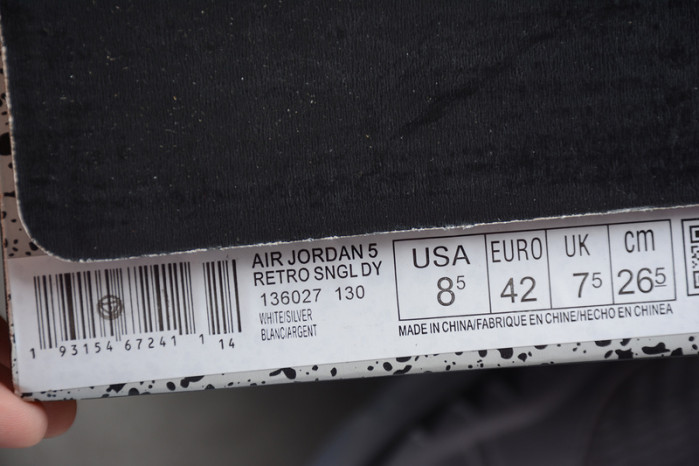 AIR JORDAN 5
RETRO SNGL DY
136027 130
WHITE/SILVER
BLANC/ARGENT
USA EURO UK cm
8⁵ 42 7⁵ 26⁵
MADE IN CHINA/FABRIQUE EN CHINE/HECHO EN CHINEA
1 93154 67241 1 14